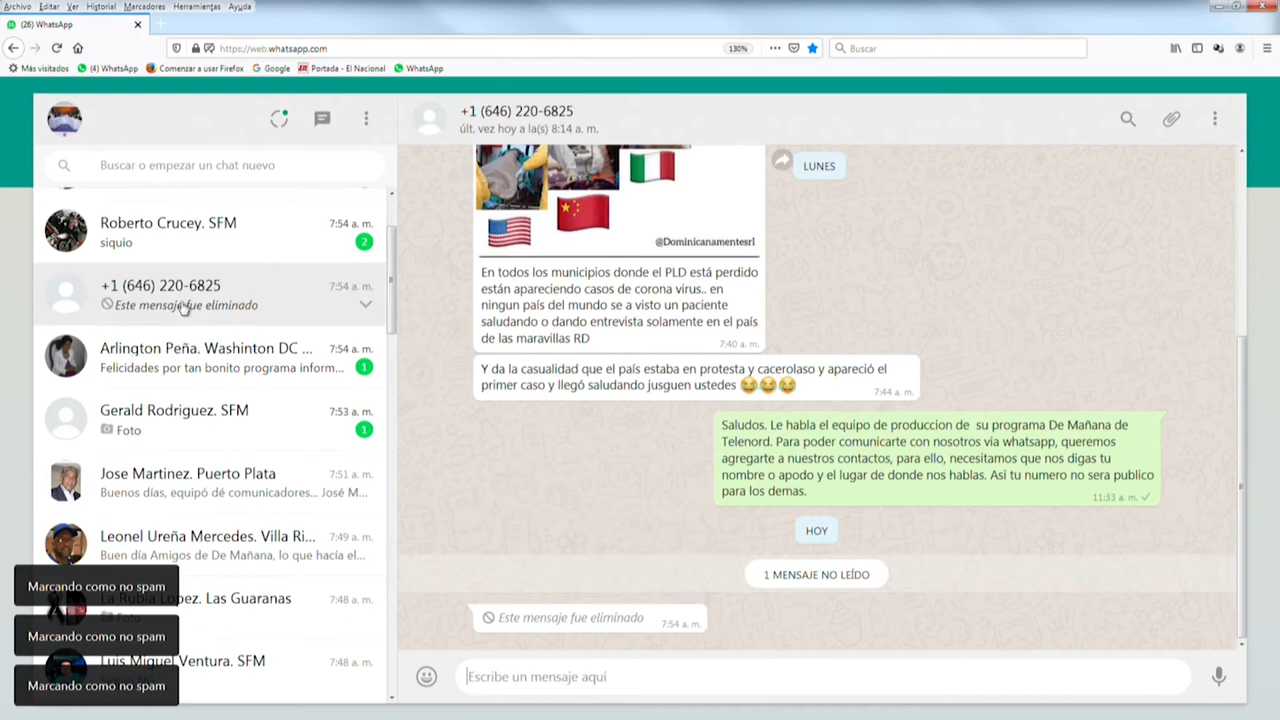 Archivo Editar Ver Historial Marcadores Herramientas Ayuda
(26) WhatsApp
https://web.whatsapp.com
130%
Buscar
Más visitados (4) WhatsApp Comenzar a usar Firefox Google Portada - El Nacional WhatsApp
Buscar o empezar un chat nuevo
Roberto Crucey. SFM 7:54 a. m.
siquio 2
+1 (646) 220-6825 7:54 a. m.
Este mensaje fue eliminado
Arlington Peña. Washinton DC ... 7:54 a. m.
Felicidades por tan bonito programa inform... 1
Gerald Rodriguez. SFM 7:53 a. m.
Foto 1
Jose Martinez. Puerto Plata 7:51 a. m.
Buenos días, equipó dé comunicadores... José M...
Leonel Ureña Mercedes. Villa Ri... 7:49 a. m.
Buen día Amigos de De Mañana, lo que hacía el...
La Rubia Lopez. Las Guaranas 7:48 a. m.
Foto
Luis Miguel Ventura. SFM 7:48 a. m.
Marcando como no spam
Marcando como no spam
Marcando como no spam
+1 (646) 220-6825
últ. vez hoy a la(s) 8:14 a. m.
LUNES
@Dominicanamentesrl
En todos los municipios donde el PLD está perdido
están apareciendo casos de corona virus.. en
ningun país del mundo se a visto un paciente
saludando o dando entrevista solamente en el país
de las maravillas RD
7:40 a. m.
Y da la casualidad que el país estaba en protesta y cacerolaso y apareció el
primer caso y llegó saludando jusguen ustedes 😂😂😂
7:44 a. m.
Saludos. Le habla el equipo de produccion de su programa De Mañana de
Telenord. Para poder comunicarte con nosotros via whatsapp, queremos
agregarte a nuestros contactos, para ello, necesitamos que nos digas tu
nombre o apodo y el lugar de donde nos hablas. Asi tu numero no sera publico
para los demas.
11:33 a. m.
HOY
1 MENSAJE NO LEÍDO
Este mensaje fue eliminado 7:54 a. m.
Escribe un mensaje aquí